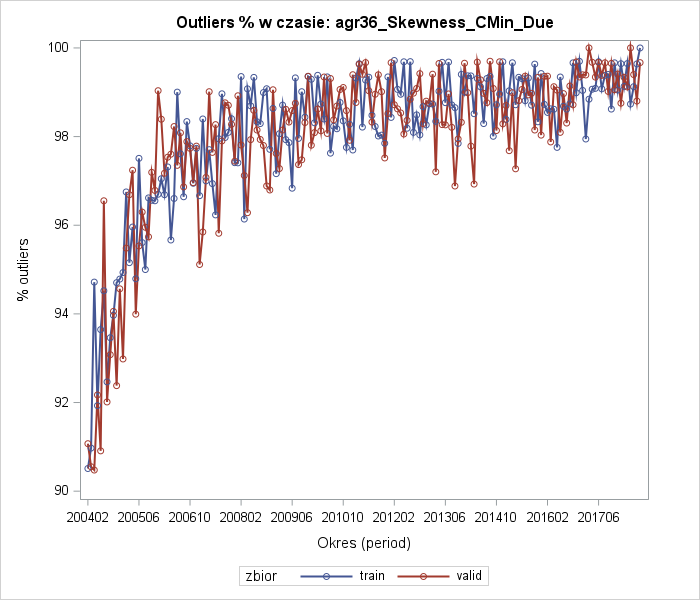 Outliers % w czasie: agr36_Skewness_CMin_Due
100
98
96
94
92
90
% outliers
200402 200506 200610 200802 200906 201010 201202 201306 201410 201602 201706
Okres (period)
zbior train valid